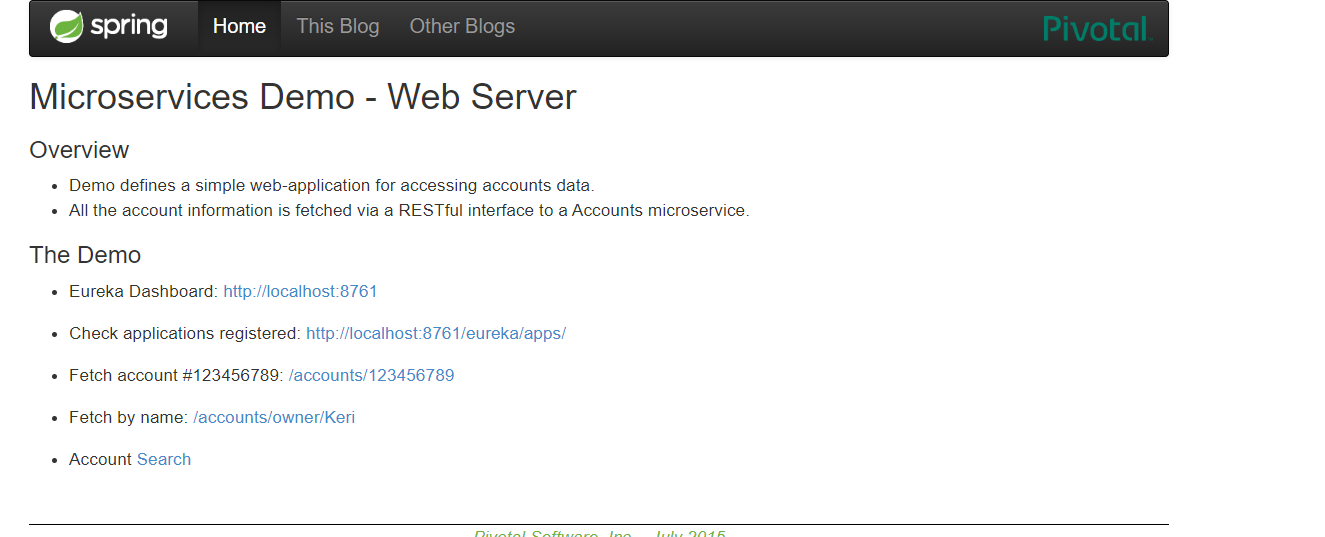 spring Home This Blog Other Blogs Pivotal
Microservices Demo - Web Server
Overview
Demo defines a simple web-application for accessing accounts data.
All the account information is fetched via a RESTful interface to a Accounts microservice.
The Demo
Eureka Dashboard: http://localhost:8761
Check applications registered: http://localhost:8761/eureka/apps/
Fetch account #123456789: /accounts/123456789
Fetch by name: /accounts/owner/Keri
Account Search
Pivotal Software, Inc. - July 2015